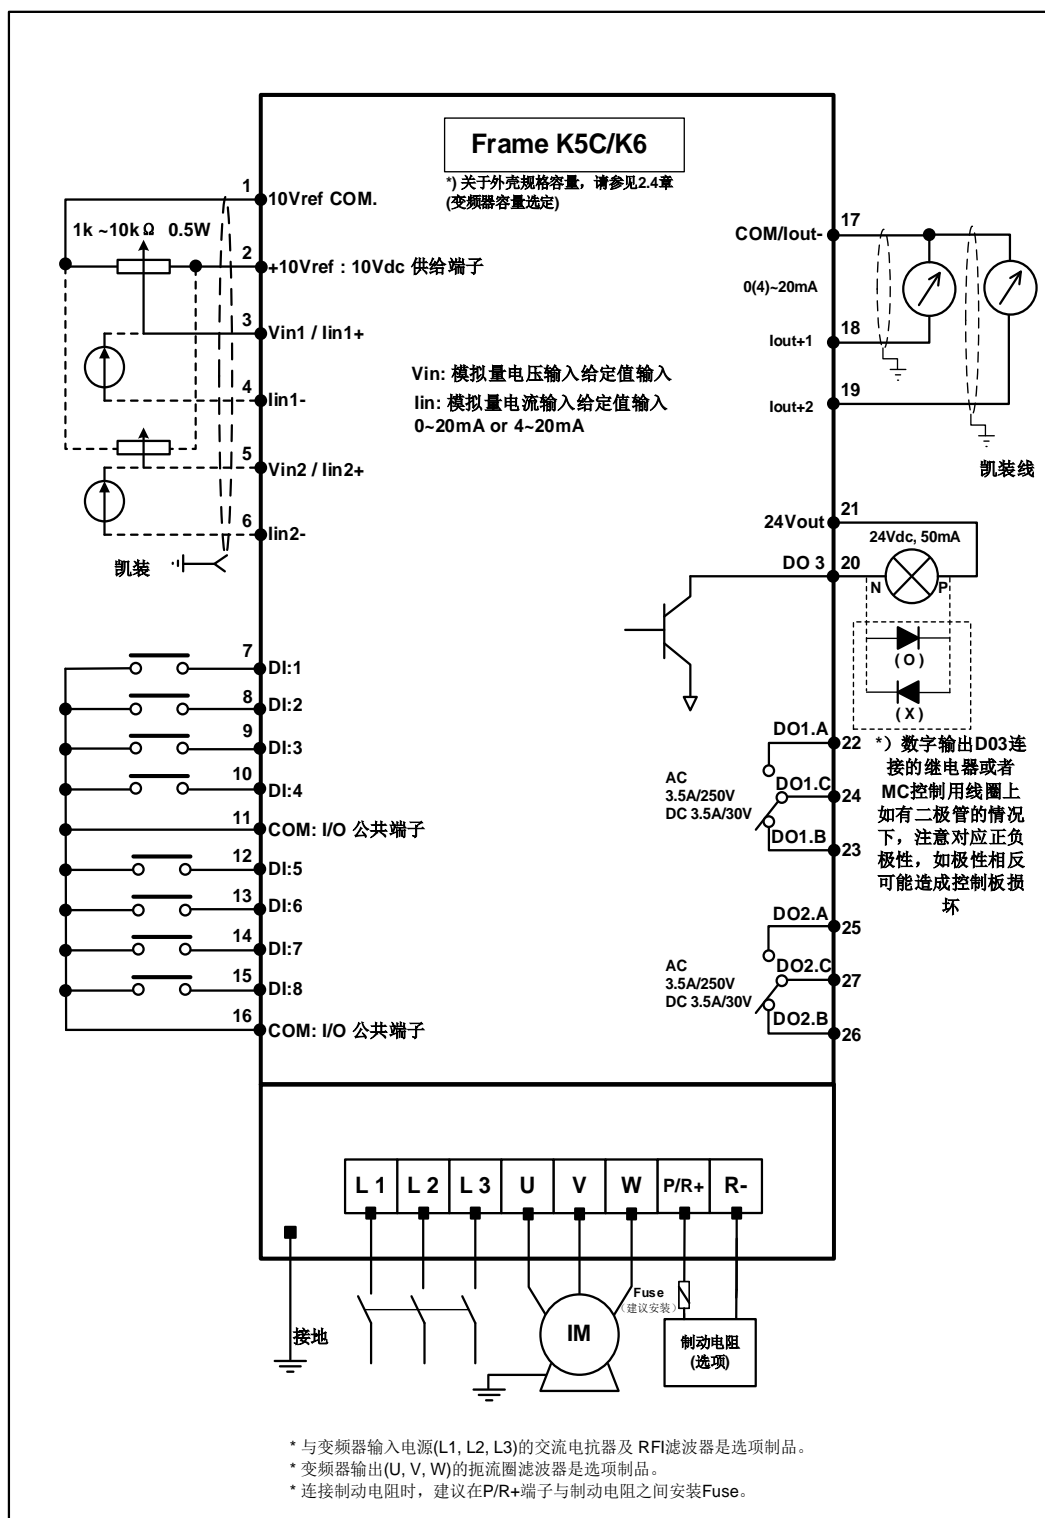 Frame K5C/K6
*) 关于外壳规格容量，请参见2.4章
(变频器容量选定)
1
10Vref COM.
1k ~10kΩ 0.5W
2
+10Vref : 10Vdc 供给端子
3
Vin1 / Iin1+
4
Iin1-
5
Vin2 / Iin2+
6
Iin2-
凯装
Vin: 模拟量电压输入给定值输入
Iin: 模拟量电流输入给定值输入
0~20mA or 4~20mA
COM/Iout-
17
0(4)~20mA
Iout+1
18
Iout+2
19
凯装线
24Vout
21
24Vdc, 50mA
DO 3
20
N
P
( O )
( X )
7
DI:1
8
DI:2
9
DI:3
10
DI:4
11
COM: I/O 公共端子
12
DI:5
13
DI:6
14
DI:7
15
DI:8
16
COM: I/O 公共端子
DO1.A
22
AC
3.5A/250V
DC 3.5A/30V
DO1.C
24
DO1.B
23
*）数字输出D03连
接的继电器或者
MC控制用线圈上
如有二极管的情况
下，注意对应正负
极性，如极性相反
可能造成控制板损
坏
DO2.A
25
AC
3.5A/250V
DC 3.5A/30V
DO2.C
27
DO2.B
26
L 1
L 2
L 3
U
V
W
P/R+
R-
接地
IM
Fuse
（建议安装）
制动电阻
(选项)
* 与变频器输入电源(L1, L2, L3)的交流电抗器及 RFI滤波器是选项制品。
* 变频器输出(U, V, W)的扼流圈滤波器是选项制品。
* 连接制动电阻时，建议在P/R+端子与制动电阻之间安装Fuse。